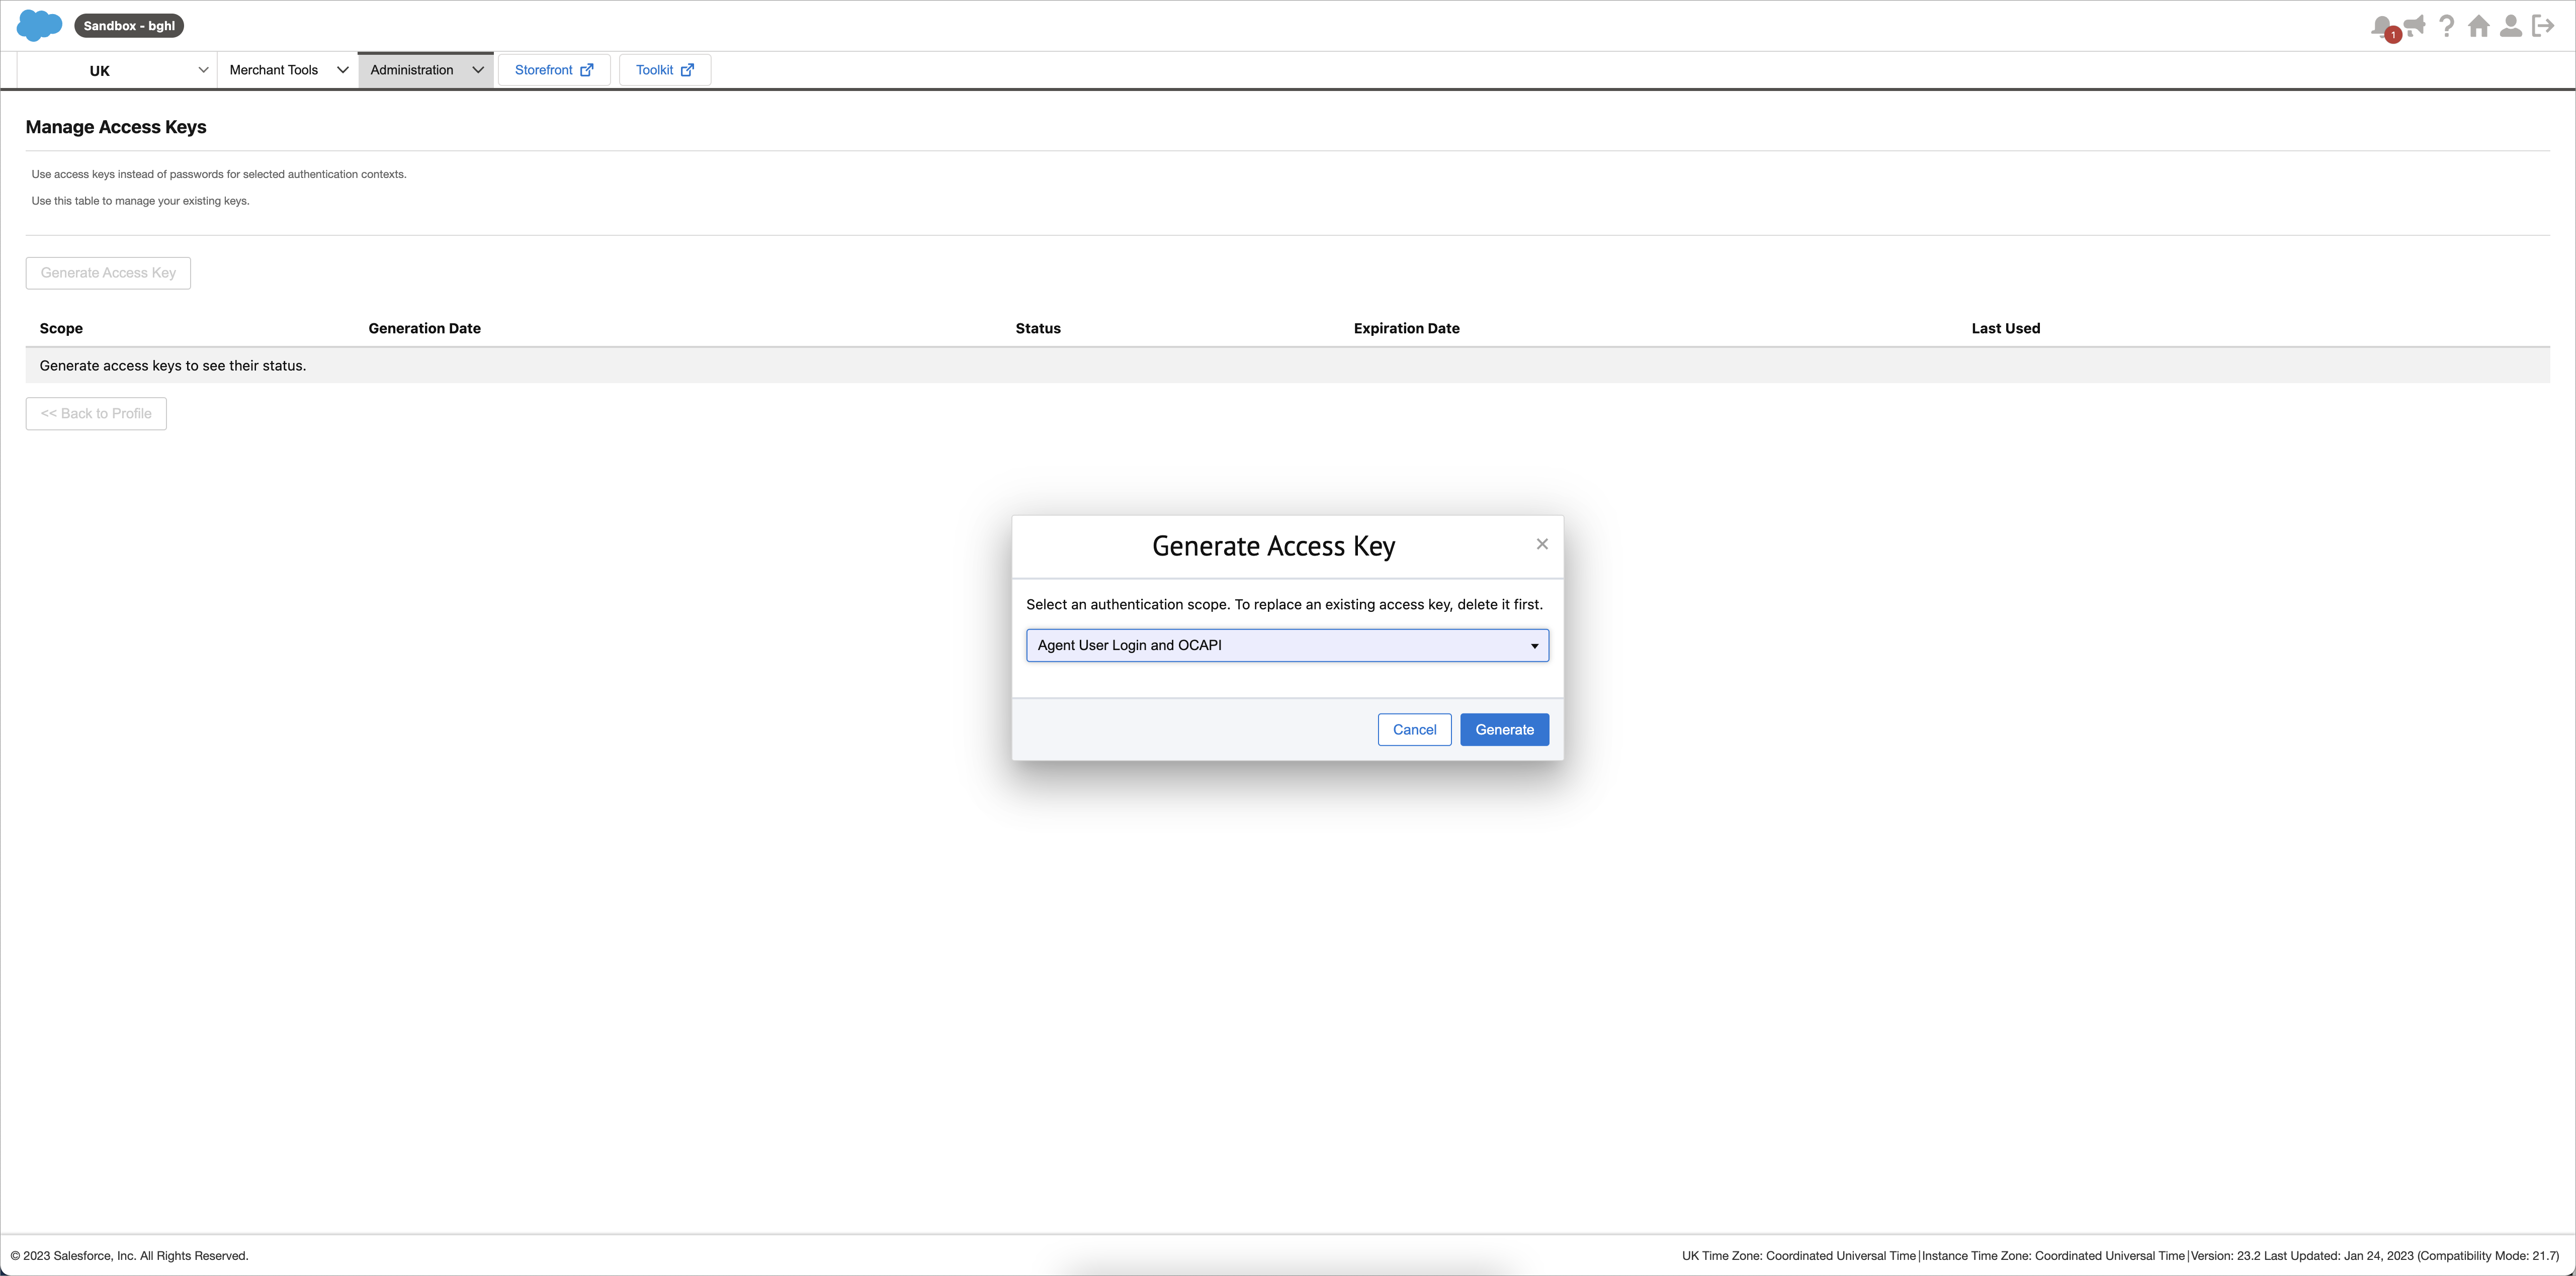 Sandbox - bghl
1
UK
Merchant Tools
Administration
Storefront
Toolkit
Manage Access Keys
Use access keys instead of passwords for selected authentication contexts.
Use this table to manage your existing keys.
Generate Access Key
Scope Generation Date Status Expiration Date Last Used
Generate access keys to see their status.
<< Back to Profile
Generate Access Key
Select an authentication scope. To replace an existing access key, delete it first.
Agent User Login and OCAPI
Cancel Generate
© 2023 Salesforce, Inc. All Rights Reserved.
UK Time Zone: Coordinated Universal Time|Instance Time Zone: Coordinated Universal Time|Version: 23.2 Last Updated: Jan 24, 2023 (Compatibility Mode: 21.7)